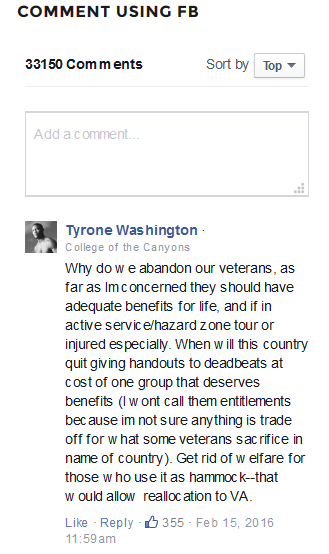 COMMENT USING FB
33150 Comments
Sort by Top
Add a comment...
Tyrone Washington ·
College of the Canyons
Why do we abandon our veterans, as
far as Im concerned they should have
adequate benefits for life, and if in
active service/hazard zone tour or
injured especially. When will this country
quit giving handouts to deadbeats at
cost of one group that deserves
benefits (I wont call them entitlements
because im not sure anything is trade
off for what some veterans sacrifice in
name of country). Get rid of welfare for
those who use it as hammock--that
would allow reallocation to VA.
Like · Reply · 355 · Feb 15, 2016
11:59am